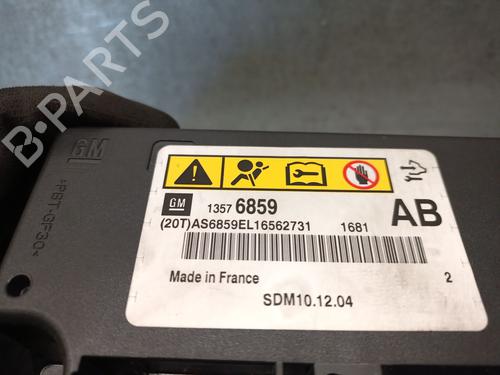 GM
>PBT-GF30<
GM 1357 6859 AB
(20T)AS6859EL16562731 1681
Made in France 2
SDM10.12.04
B-PARTS